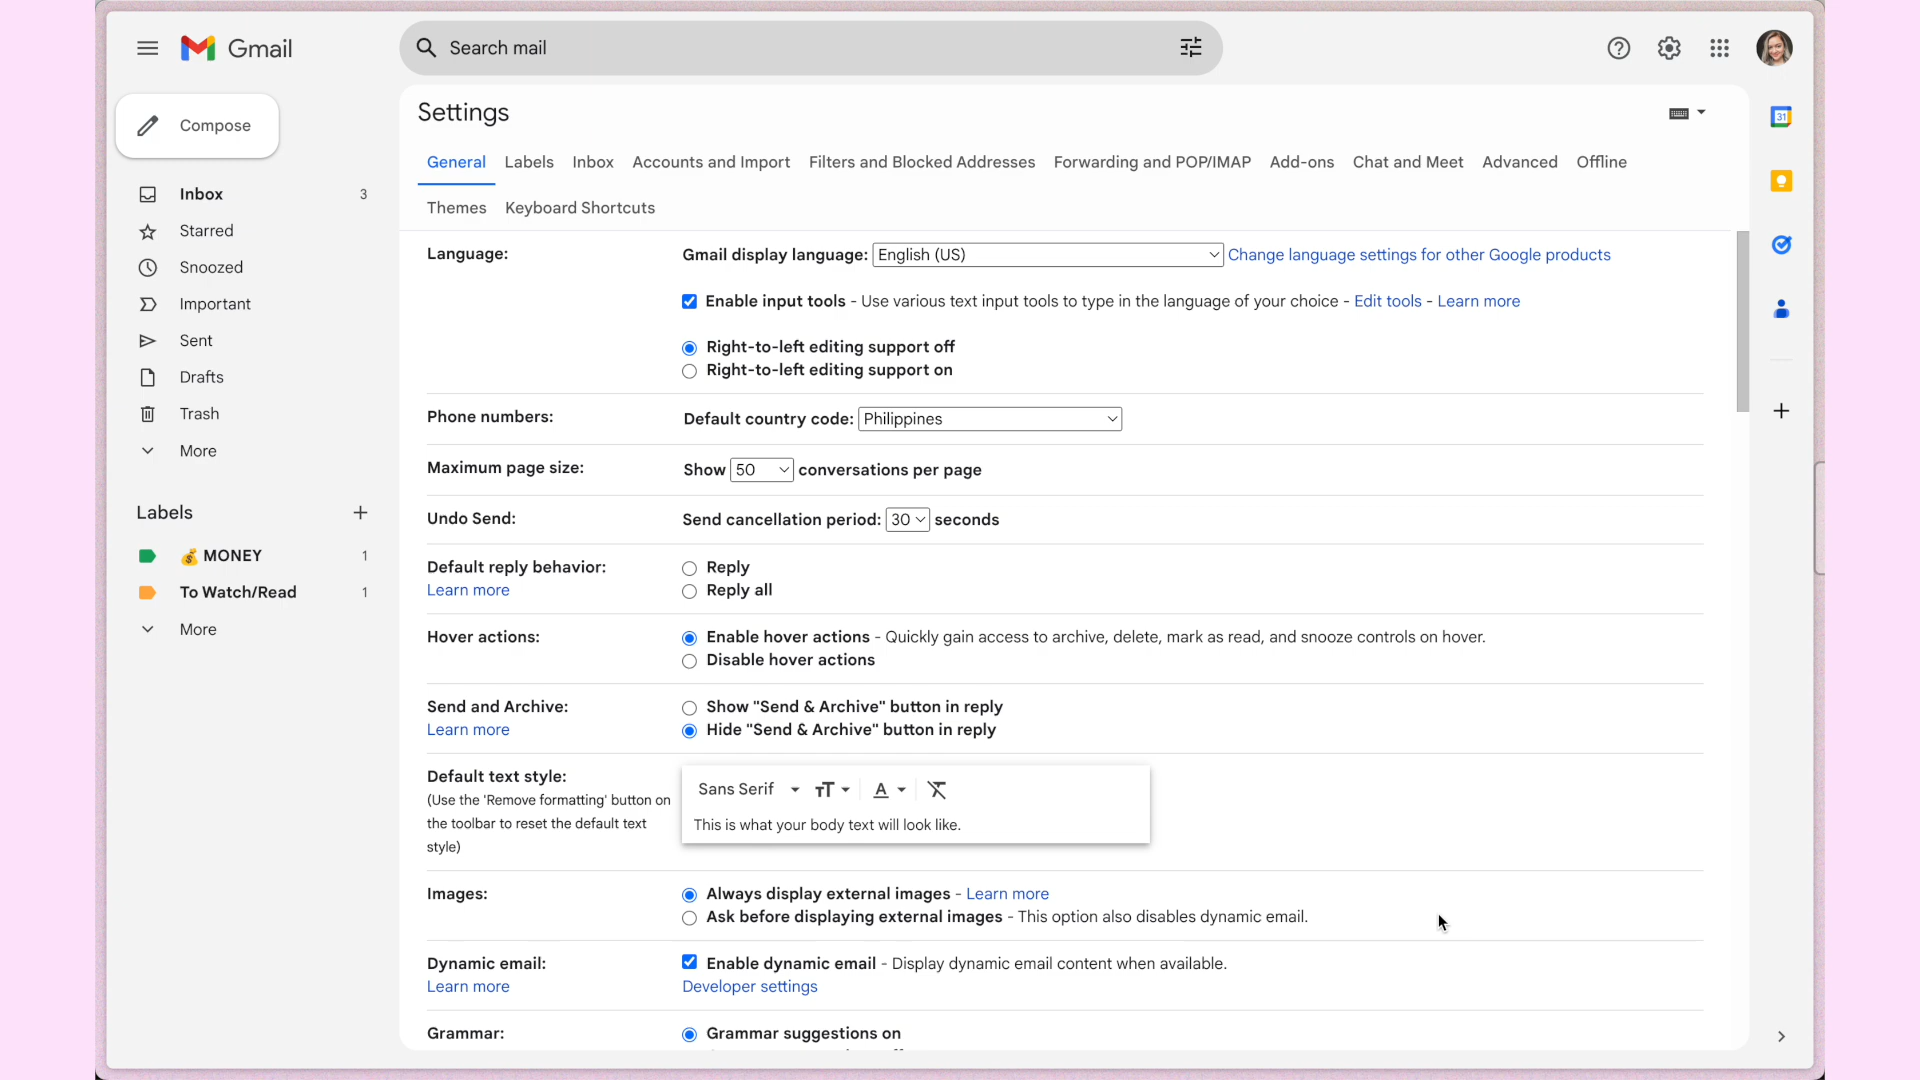 Gmail
Search mail
Compose
Inbox 3
Starred
Snoozed
Important
Sent
Drafts
Trash
More
Labels
💰 MONEY 1
To Watch/Read 1
More
Settings
General Labels Inbox Accounts and Import Filters and Blocked Addresses Forwarding and POP/IMAP Add-ons Chat and Meet Advanced Offline
Themes Keyboard Shortcuts
Language: Gmail display language: English (US) Change language settings for other Google products
Enable input tools - Use various text input tools to type in the language of your choice - Edit tools - Learn more
Right-to-left editing support off
Right-to-left editing support on
Phone numbers: Default country code: Philippines
Maximum page size: Show 50 conversations per page
Undo Send: Send cancellation period: 30 seconds
Default reply behavior: Reply
Learn more Reply all
Hover actions: Enable hover actions - Quickly gain access to archive, delete, mark as read, and snooze controls on hover.
Disable hover actions
Send and Archive: Show "Send & Archive" button in reply
Learn more Hide "Send & Archive" button in reply
Default text style:
(Use the 'Remove formatting' button on
the toolbar to reset the default text
style)
Sans Serif
This is what your body text will look like.
Images: Always display external images - Learn more
Ask before displaying external images - This option also disables dynamic email.
Dynamic email: Enable dynamic email - Display dynamic email content when available.
Learn more Developer settings
Grammar: Grammar suggestions on
31